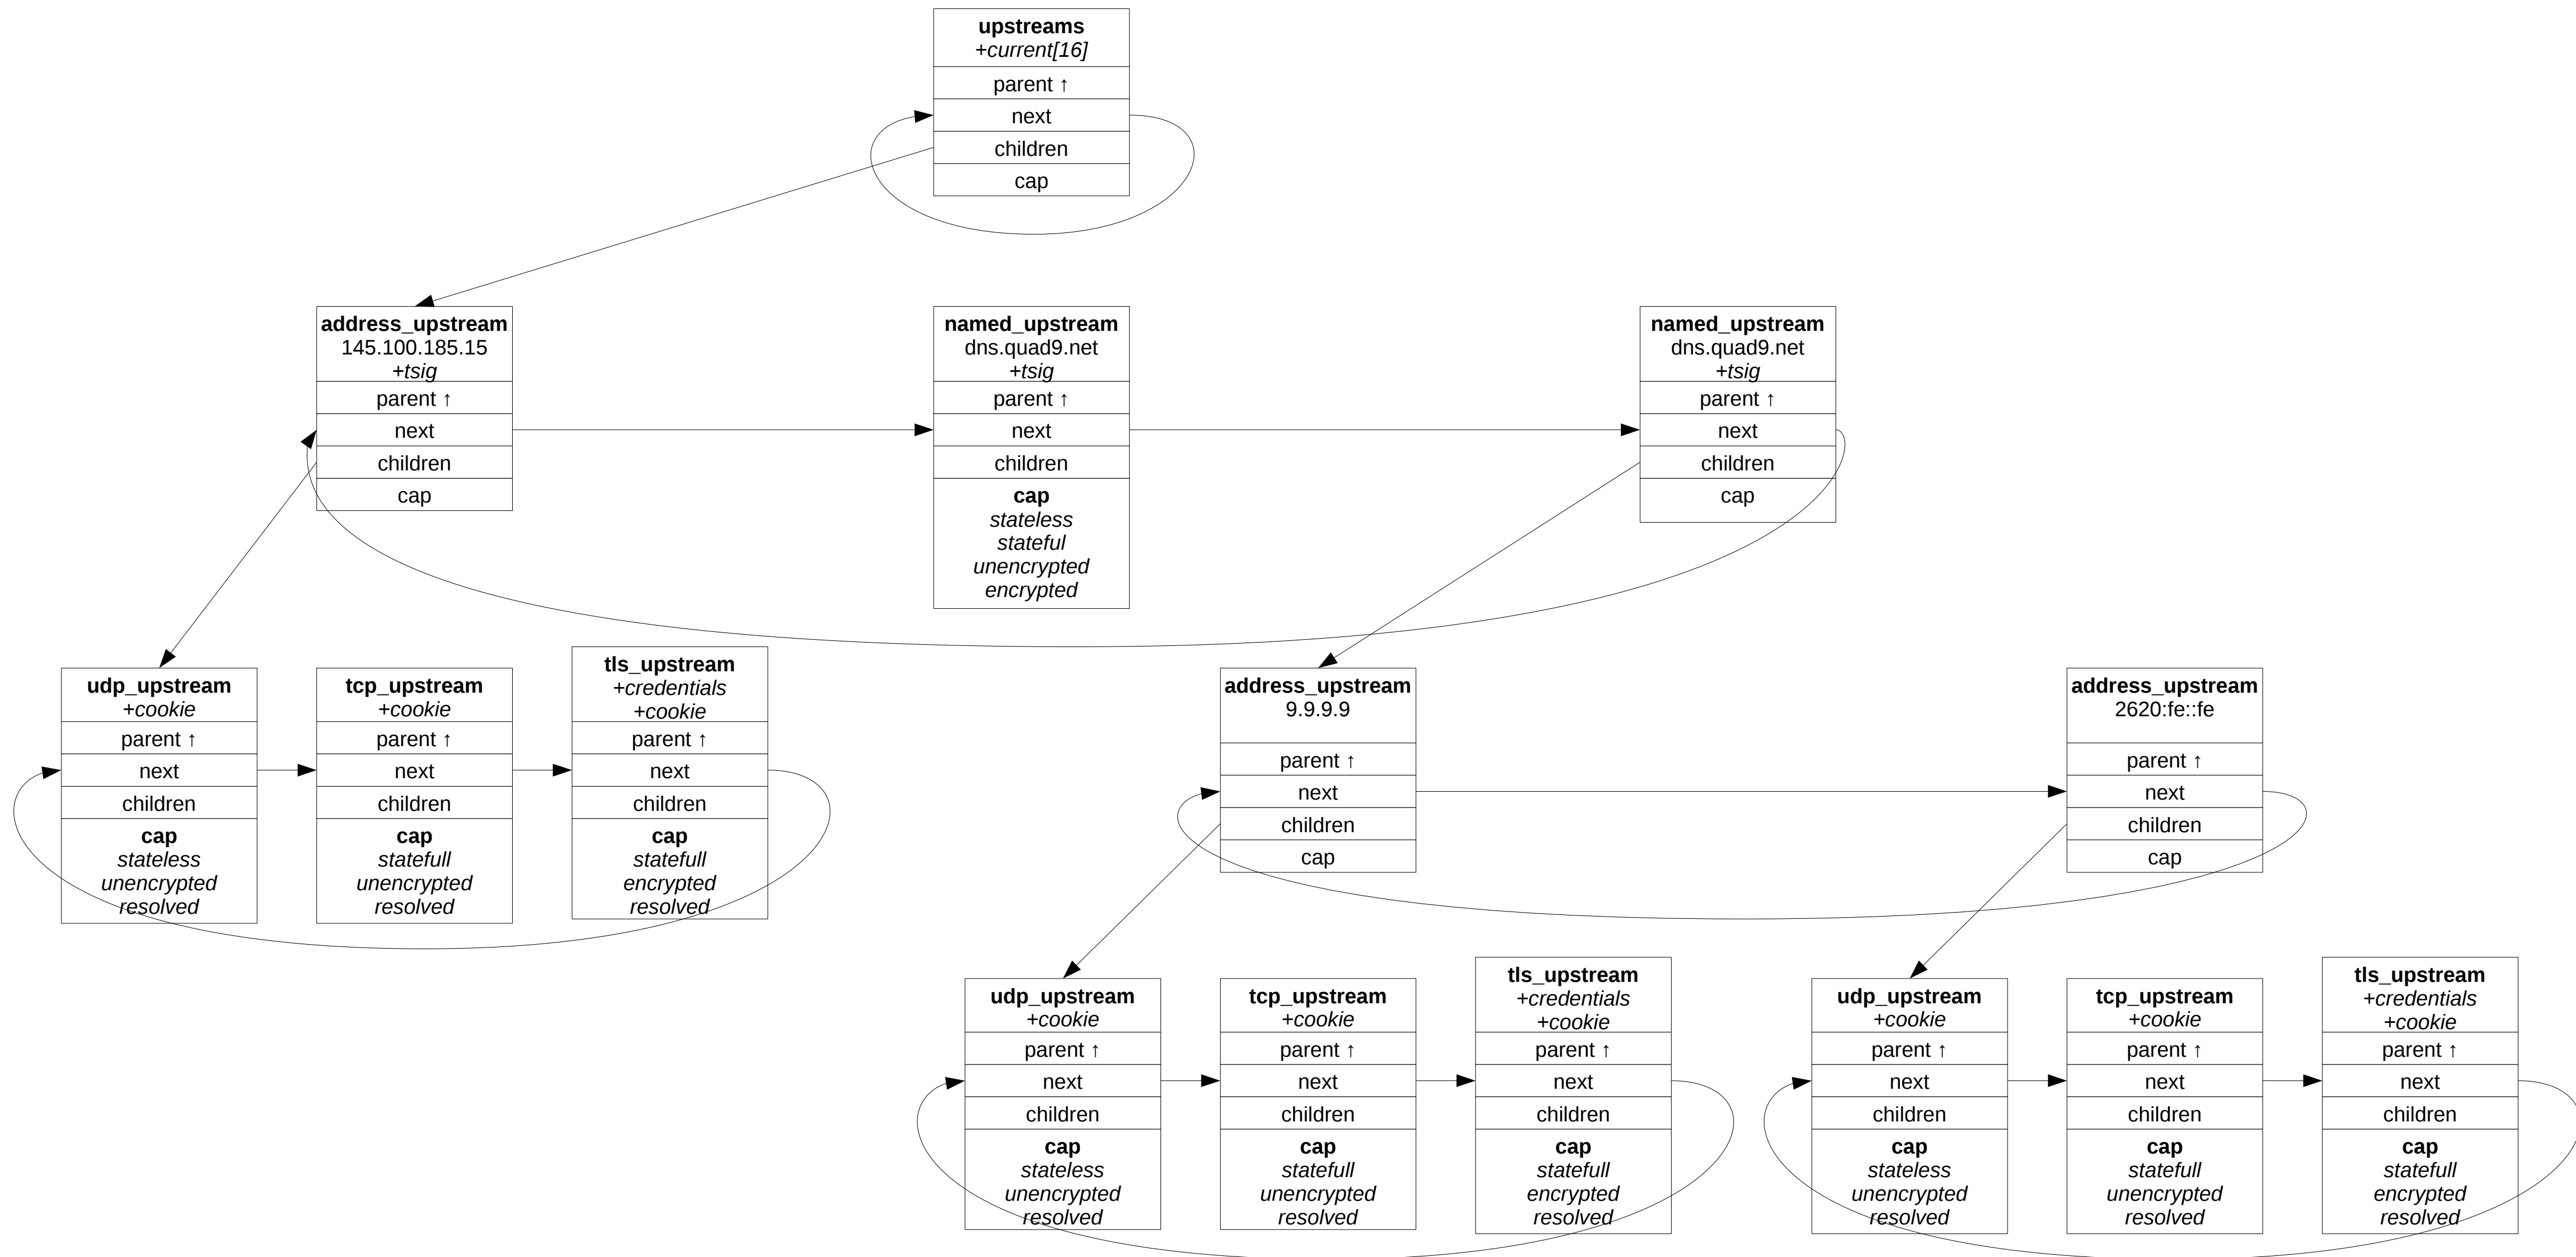 upstreams
+current[16]
parent ↑
next
children
cap
address_upstream
145.100.185.15
+tsig
parent ↑
next
children
cap
named_upstream
dns.quad9.net
+tsig
parent ↑
next
children
cap
stateless
stateful
unencrypted
encrypted
named_upstream
dns.quad9.net
+tsig
parent ↑
next
children
cap
udp_upstream
+cookie
parent ↑
next
children
cap
stateless
unencrypted
resolved
tcp_upstream
+cookie
parent ↑
next
children
cap
statefull
unencrypted
resolved
tls_upstream
+credentials
+cookie
parent ↑
next
children
cap
statefull
encrypted
resolved
address_upstream
9.9.9.9
parent ↑
next
children
cap
address_upstream
2620:fe::fe
parent ↑
next
children
cap
udp_upstream
+cookie
parent ↑
next
children
cap
stateless
unencrypted
resolved
tcp_upstream
+cookie
parent ↑
next
children
cap
statefull
unencrypted
resolved
tls_upstream
+credentials
+cookie
parent ↑
next
children
cap
statefull
encrypted
resolved
udp_upstream
+cookie
parent ↑
next
children
cap
stateless
unencrypted
resolved
tcp_upstream
+cookie
parent ↑
next
children
cap
statefull
unencrypted
resolved
tls_upstream
+credentials
+cookie
parent ↑
next
children
cap
statefull
encrypted
resolved